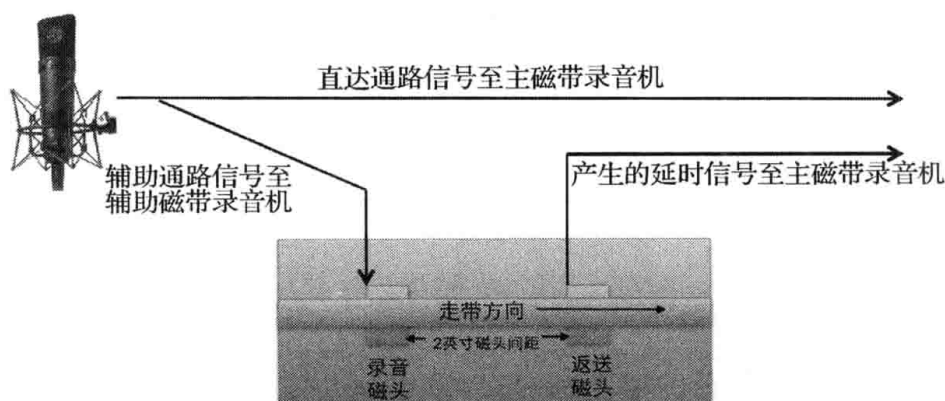 直达通路信号至主磁带录音机
辅助通路信号至
辅助磁带录音机
产生的延时信号至主磁带录音机
走带方向
2英寸磁头间距
录音
磁头
返送
磁头